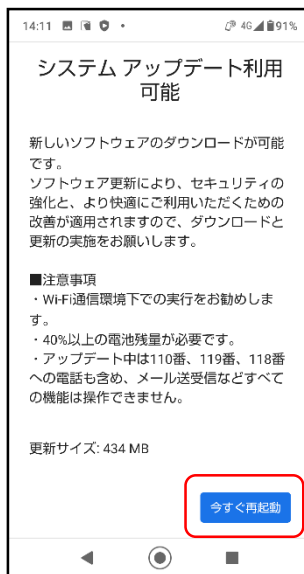 14:11 4G 91%
システム アップデート利用
可能
新しいソフトウェアのダウンロードが可能
です。
ソフトウェア更新により、セキュリティの
強化と、より快適にご利用いただくための
改善が適用されますので、ダウンロードと
更新の実施をお願いします。
■注意事項
・Wi-Fi通信環境下での実行をお勧めしま
す。
・40%以上の電池残量が必要です。
・アップデート中は110番、119番、118番
への電話も含め、メール送受信などすべて
の機能は操作できません。
更新サイズ: 434 MB
今すぐ再起動